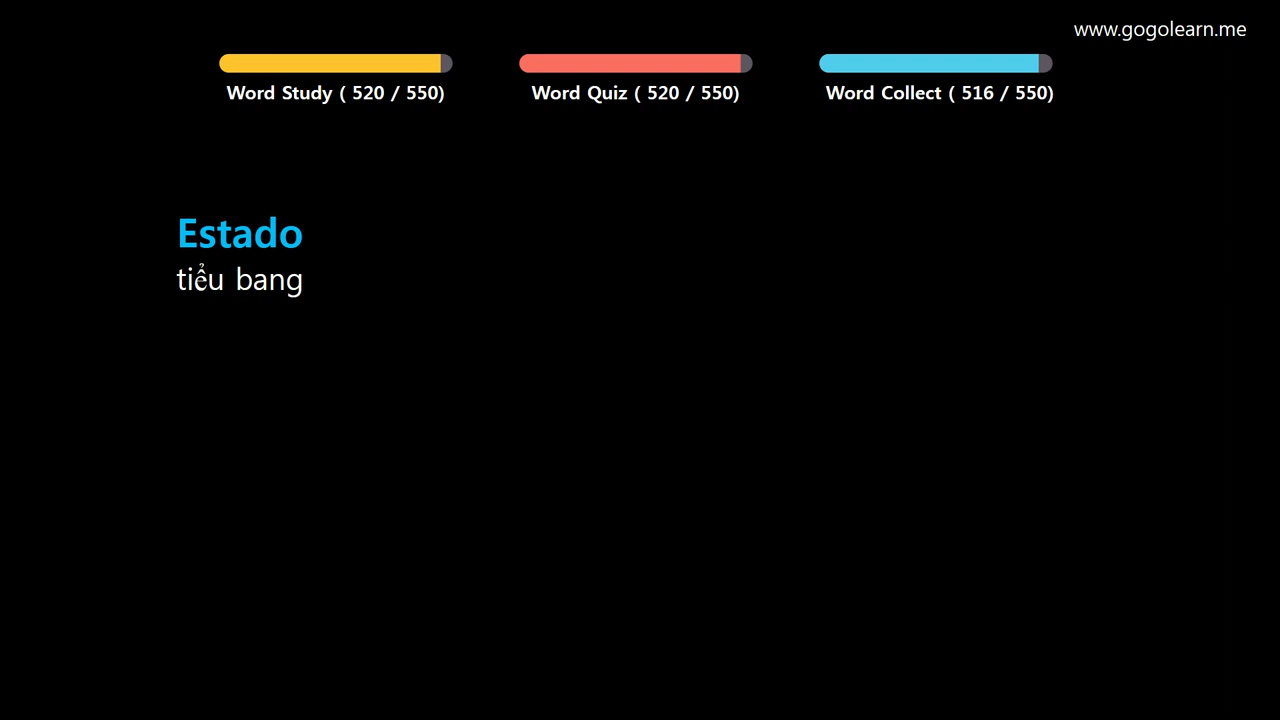 www.gogolearn.me
Word Study ( 520 / 550)
Word Quiz ( 520 / 550)
Word Collect ( 516 / 550)
Estado
tiểu bang